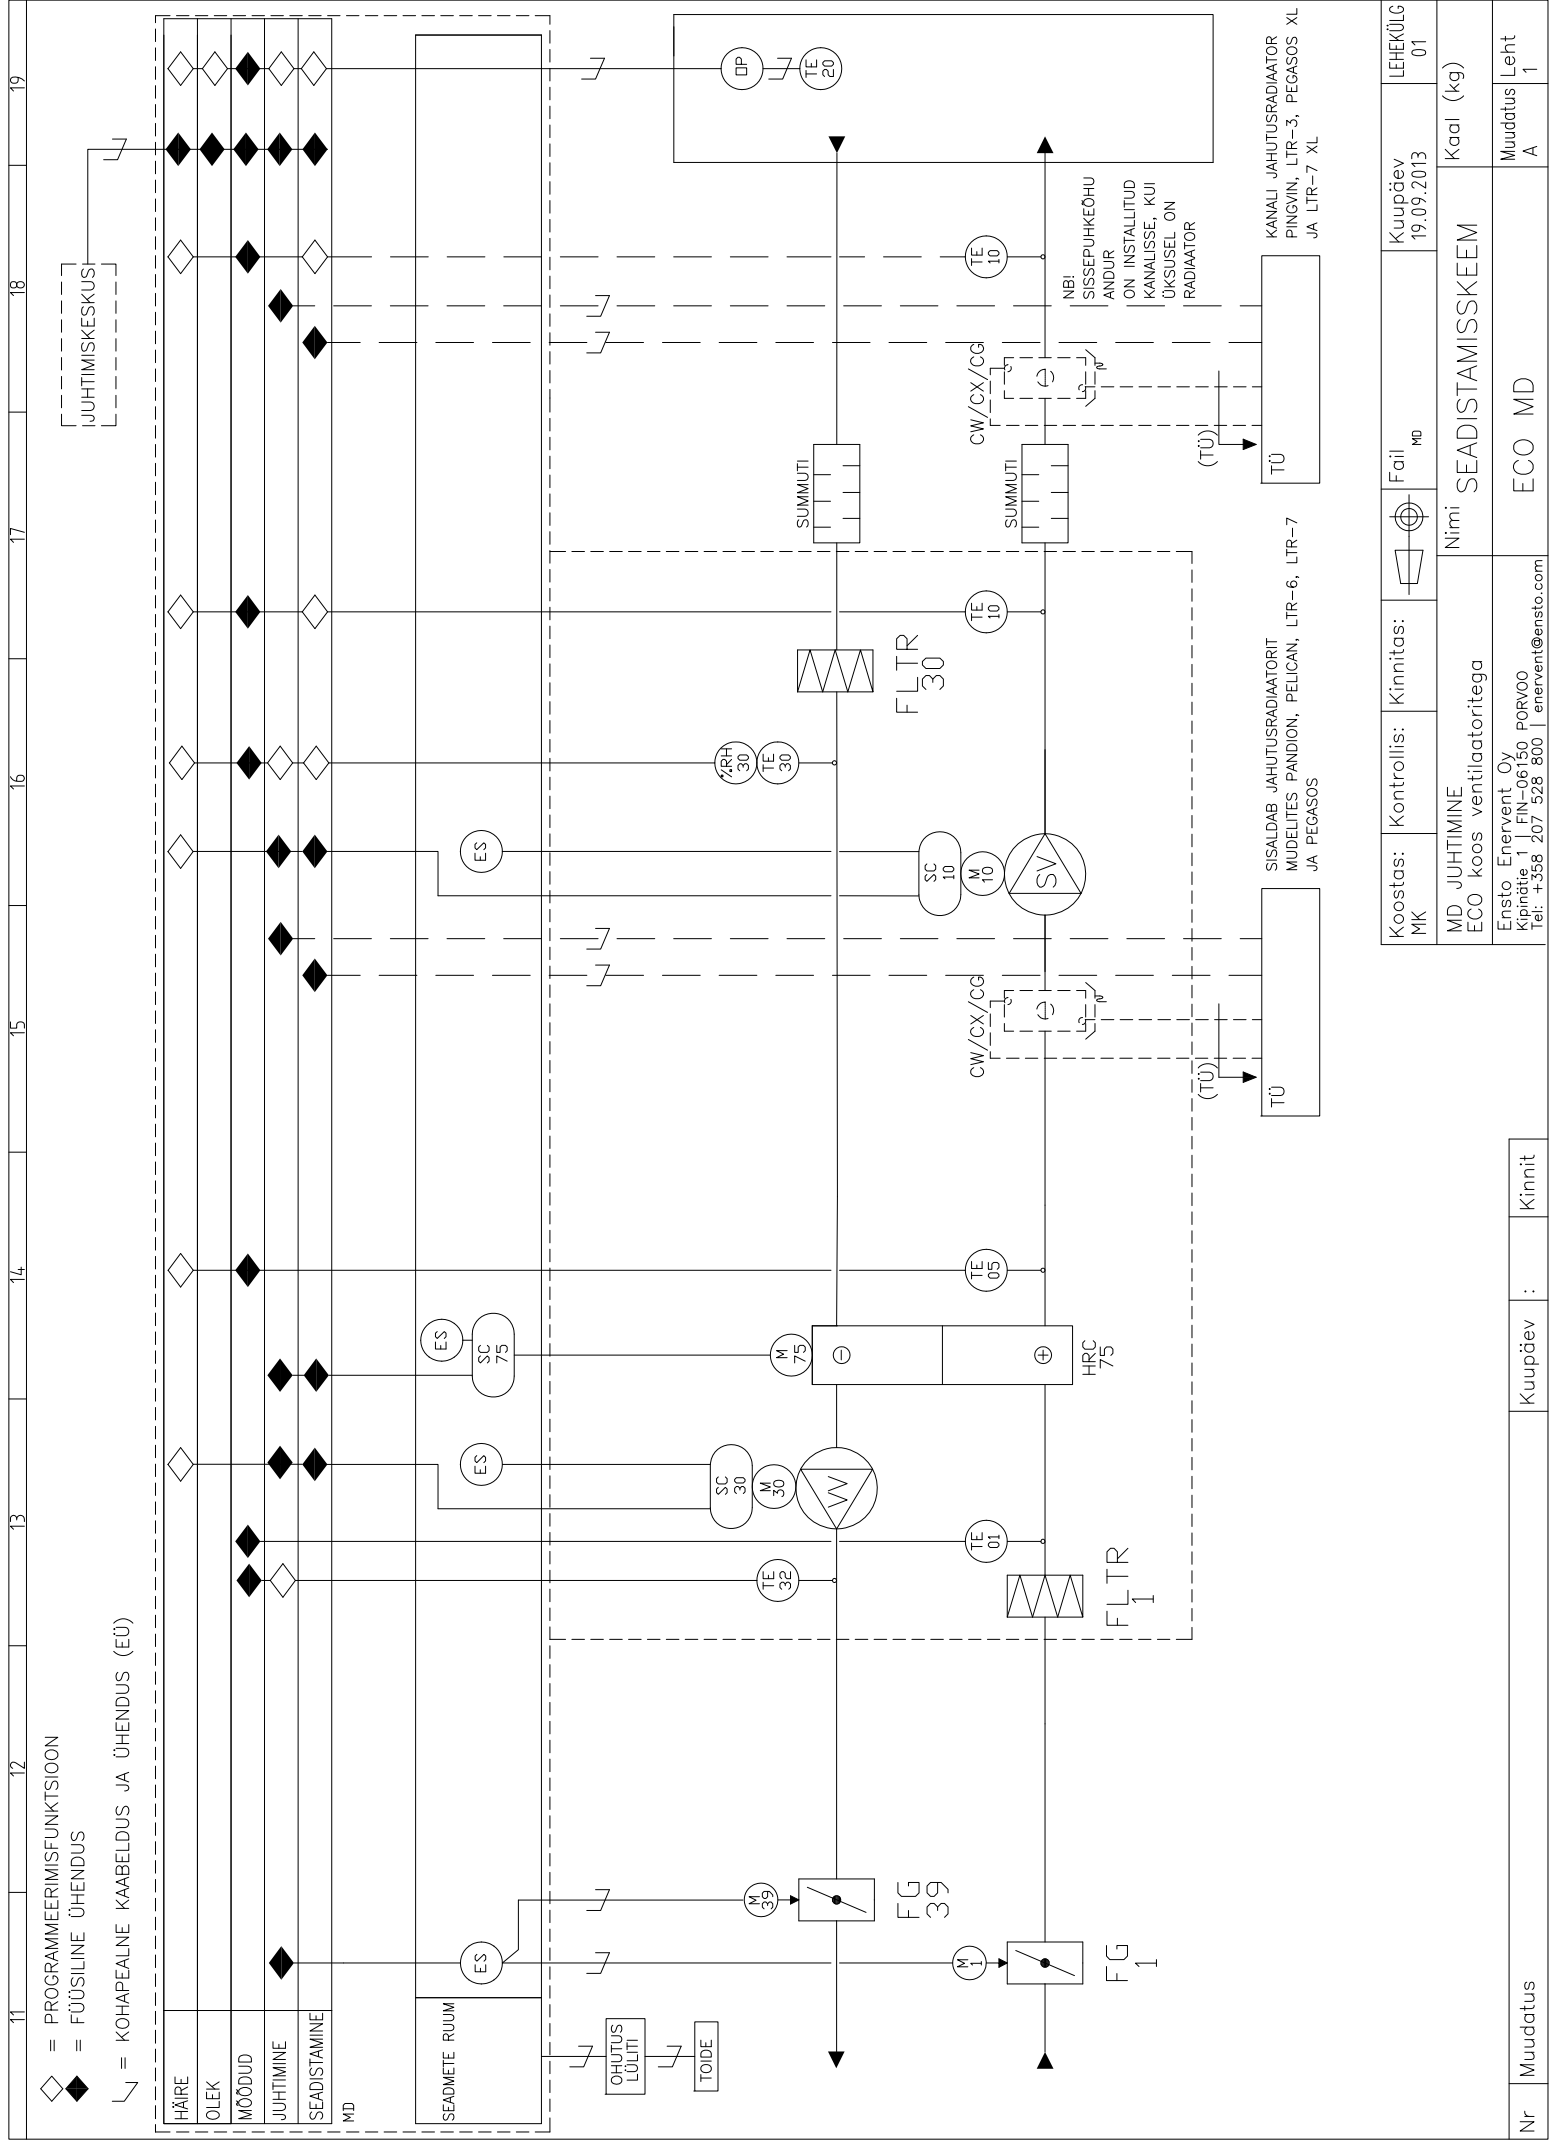 11 12 13 14 15 16 17 18 19
= PROGRAMMEERIMISFUNKTSIOON
= FÜÜSILINE ÜHENDUS
= KOHAPEALNE KAABELDUS JA ÜHENDUS (EÜ)
JUHTIMISKESKUS
HÄIRE
OLEK
MÕÕDUD
JUHTIMINE
SEADISTAMINE
MD
SEADMETE RUUM
ES
ES
ES
SC
75
ES
OHUTUS
LÜLITI
TOIDE
M
39
FG
39
TE
32
SC
30
M
30
VV
M
75
%RH
30
TE
30
FLTR
30
SUMMUTI
OP
TE
20
M
1
FG
1
FLTR
1
TE
01
HRC
75
TE
05
CW/CX/CG
SC
10
M
10
SV
TE
10
SUMMUTI
CW/CX/CG
TE
10
NB!
SISSEPUHKEÕHU
ANDUR
ON INSTALLITUD
KANALISSE, KUI
ÜKSUSEL ON
RADIAATOR
(TÜ)
TÜ
SISALDAB JAHUTUSRADIAATORIT
MUDELITES PANDION, PELICAN, LTR-6, LTR-7
JA PEGASOS
(TÜ)
TÜ
KANALI JAHUTUSRADIAATOR
PINGVIN, LTR-3, PEGASOS XL
JA LTR-7 XL
Koostas:
MK
Kontrollis:
Kinnitas:
Fail MD
Kuupäev
19.09.2013
LEHEKÜLG
01
MD JUHTIMINE
ECO koos ventilaatoritega
Nimi SEADISTAMISSKEEM
Kaal (kg)
Ensto Enervent Oy
Kipinätie 1 | FIN-06150 PORVOO
Tel: +358 207 528 800 | enervent@ensto.com
ECO MD
Muudatus
A
Leht
1
Nr Muudatus Kuupäev : Kinnit